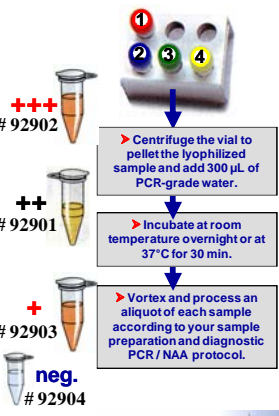 1
2 3 4
+++
# 92902
➤ Centrifuge the vial to
pellet the lyophilized
sample and add 300 µL of
PCR-grade water.
++
# 92901
➤ Incubate at room
temperature overnight or at
37°C for 30 min.
+
# 92903
➤ Vortex and process an
aliquot of each sample
according to your sample
preparation and diagnostic
PCR / NAA protocol.
neg.
# 92904